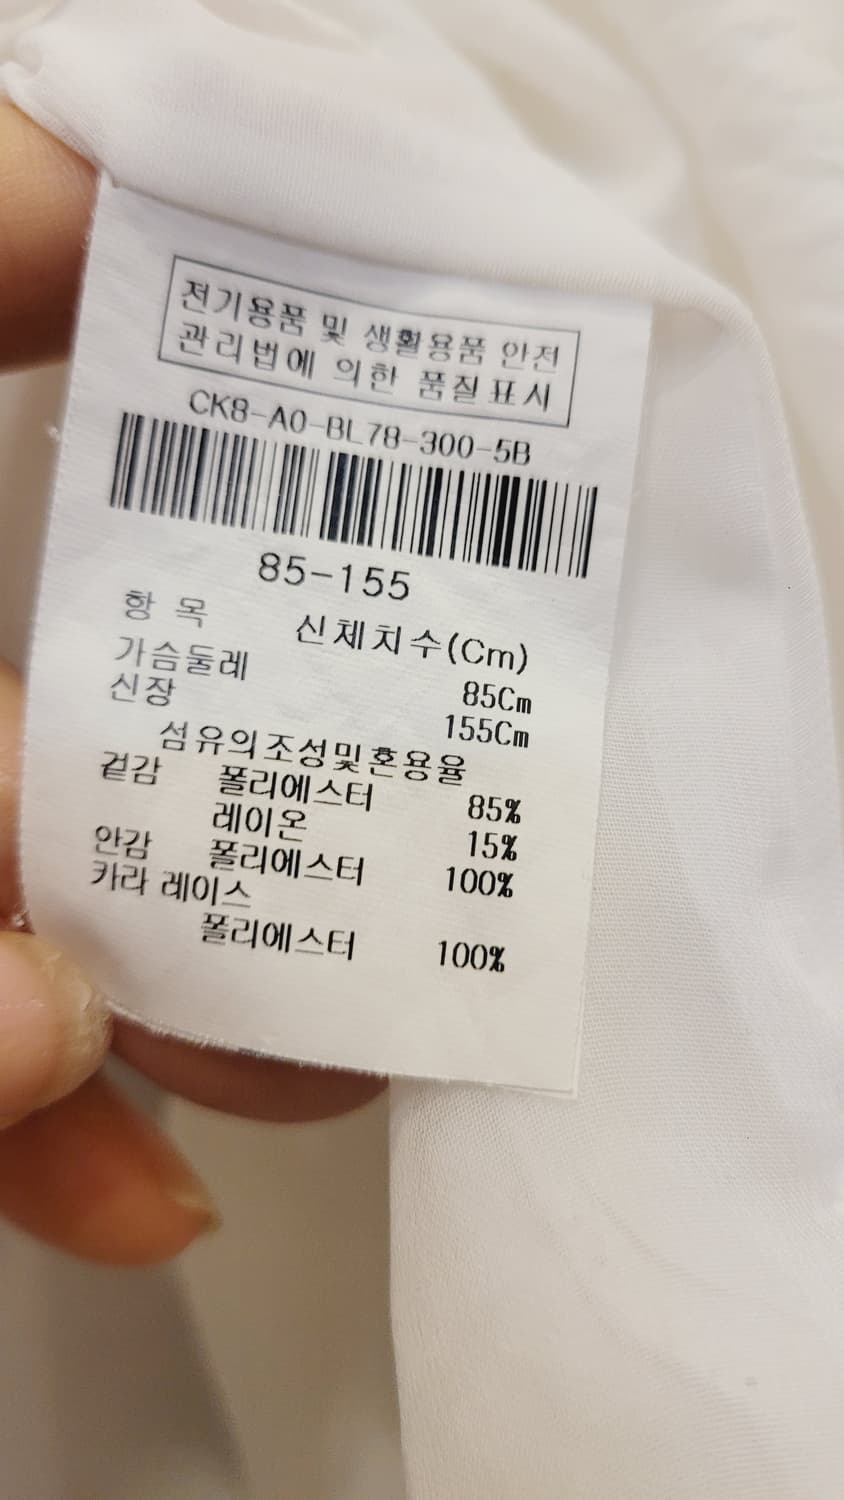 전기용품 및 생활용품 안전
관리법에 의한 품질표시
CK8-A0-BL78-300-5B
85-155
항 목 신체치수(Cm)
가슴둘레 85Cm
신장 155Cm
섬유의조성및혼용율
겉감 폴리에스터 85%
레이온 15%
안감 폴리에스터 100%
카라 레이스
폴리에스터 100%